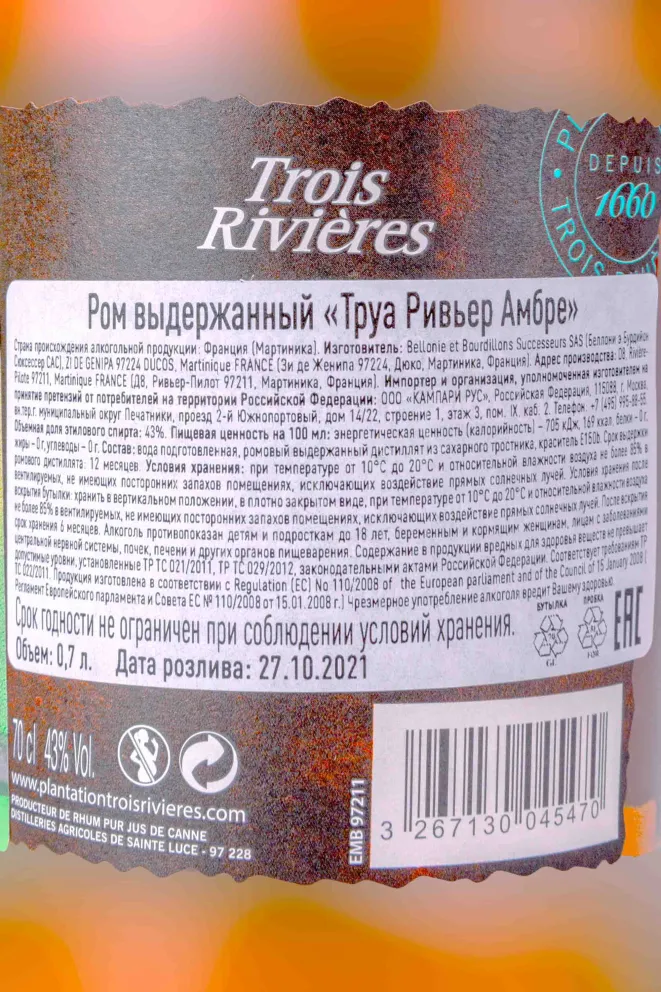 Trois
Rivières
PL
DEPUIS
1660
TROIS
Ром выдержанный «Труа Ривьер Амбре»
Страна происхождения алкогольной продукции: Франция (Мартиника). Изготовитель: Bellonie et Bourdillons Successeurs SAS (Беллони э Бурдийон
Сюксессер САС), ZI DE GENIPA 97224 DUCOS, Martinique FRANCE (Зи де Женипа 97224, Дюко, Мартиника, Франция). Адрес производства: DB, Rivière-
Pilote 97211, Martinique FRANCE (ДВ, Ривьер-Пилот 97211, Мартиника, Франция). Импортер и организация, уполномоченная изготовителем на
принятие претензий от потребителей на территории Российской Федерации: ООО «КАМПАРИ РУС», Российская Федерация, 115088, г. Москва,
вн.тер.г. муниципальный округ Печатники, проезд 2-й Южнопортовый, дом 14/22, строение 1, этаж 3, пом. IX, каб. 2. Телефон +7 (495)
Объемная доля этилового спирта: 43%. Пищевая ценность на 100 мл: энергетическая ценность (калорийность) – 705 кДж, 169 ккал, белки – 0 г,
жиры – 0 г, углеводы – 0 г. Состав: вода подготовленная, ромовый выдержанный дистиллят из сахарного тростника, краситель Е150b. Срок выдержки
ромового дистиллята: 12 месяцев. Условия хранения: при температуре от 10°С до 20°С и относительной влажности воздуха не более 85% в
вентилируемых, не имеющих посторонних запахов помещениях, исключающих воздействие прямых солнечных лучей. Условия хранения после
вскрытия бутылки: хранить в вертикальном положении, в плотно закрытом виде, при температуре от 10°С до 20°С и относительной влажности воздуха
не более 85% в вентилируемых, не имеющих посторонних запахов помещениях, исключающих воздействие прямых солнечных лучей. После вскрытия
срок хранения 6 месяцев. Алкоголь противопоказан детям и подросткам до 18 лет, беременным и кормящим женщинам, лицам с заболеваниями
центральной нервной системы, почек, печени и других органов пищеварения. Содержание в продукции вредных для здоровья веществ не превышает
допустимые уровни, установленные ТР ТС 021/2011, ТР ТС 029/2012, законодательными актами Российской Федерации. Соответствует требованиям ТР
ТС 022/2011. Продукция изготовлена в соответствии с Regulation (EC) No 110/2008 of the European parliament and of the Council of 15 January 2008 (
Регламент Европейского парламента и Совета ЕС № 110/2008 от 15.01.2008 г.) Чрезмерное употребление алкоголя вредит Вашему здоровью.
Срок годности не ограничен при соблюдении условий хранения.
БУТЫЛКА
ПРОБКА
GL
FOR
EAC
Объем: 0,7 л. Дата розлива: 27.10.2021
70 cl 43% Vol.
www.plantationtroisrivieres.com
PRODUCTEUR DE RHUM PUR JUS DE CANNE
DISTILLERIES AGRICOLES DE SAINTE LUCE - 97 228
EMB 97211
3 267130 045470